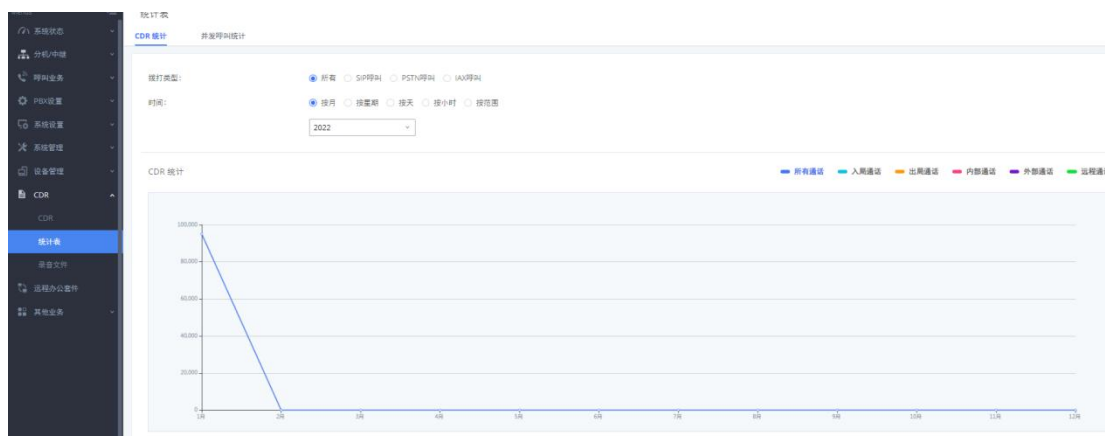 统计表
系统状态
分机/中继
呼叫业务
PBX设置
系统设置
系统管理
设备管理
CDR
CDR
统计表
录音文件
远程办公套件
其他业务
CDR 统计 并发呼叫统计
拨打类型: 所有 SIP呼叫 PSTN呼叫 IAX呼叫
时间: 按月 按星期 按天 按小时 按范围
2022
CDR 统计 所有通话 入局通话 出局通话 内部通话 外部通话 远程通
100,000
80,000
60,000
40,000
20,000
0
1月 2月 3月 4月 5月 6月 7月 8月 9月 10月 11月 12月